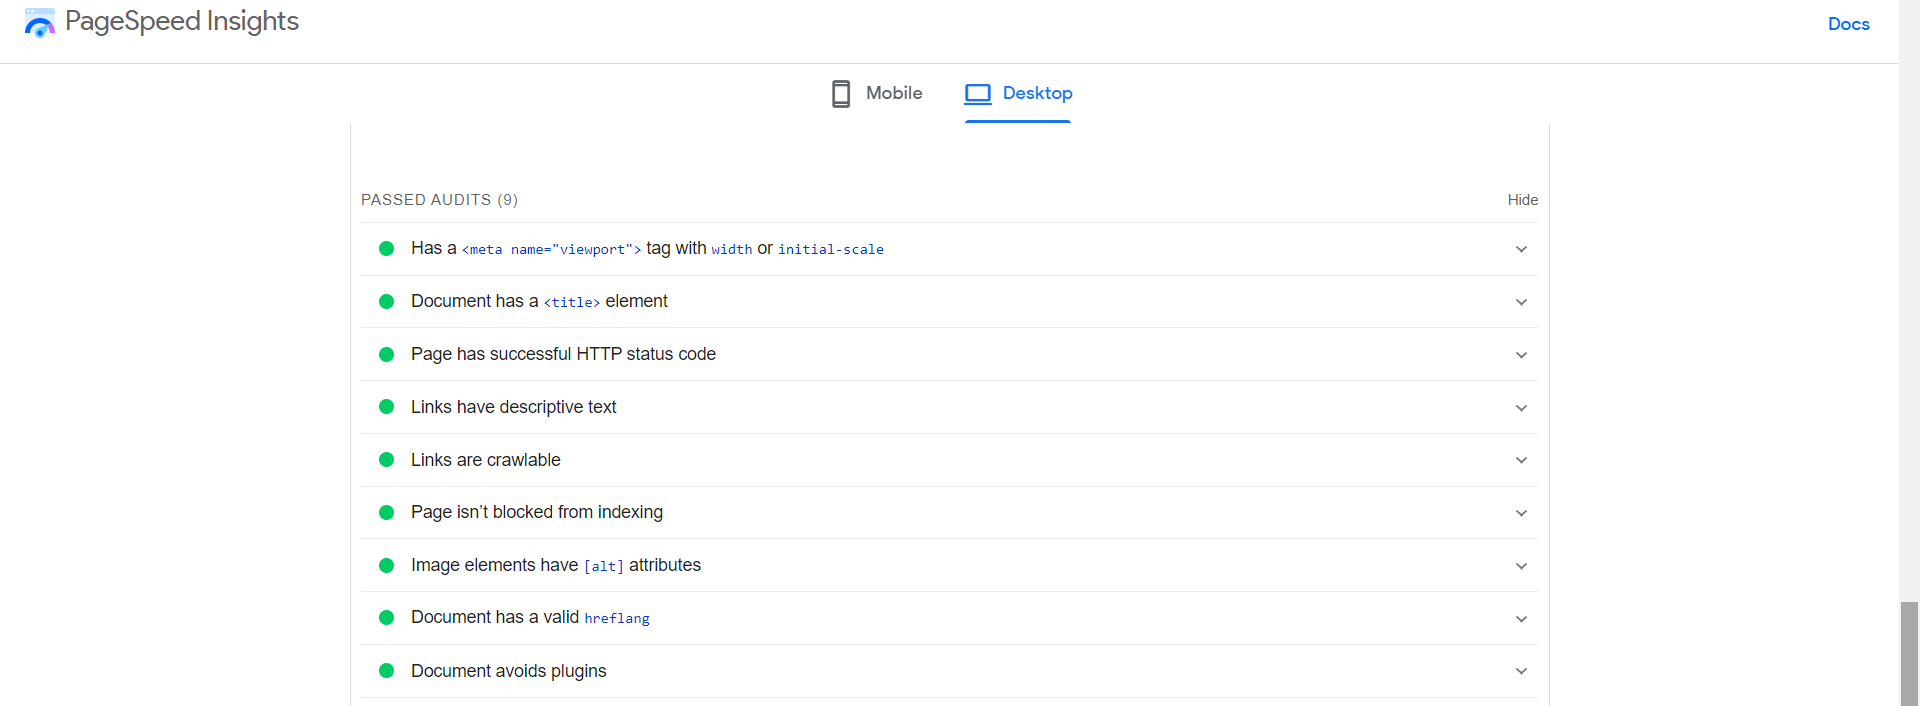 PageSpeed Insights
Docs
Mobile
Desktop
PASSED AUDITS (9)
Hide
Has a <meta name="viewport"> tag with width or initial-scale
Document has a <title> element
Page has successful HTTP status code
Links have descriptive text
Links are crawlable
Page isn’t blocked from indexing
Image elements have [alt] attributes
Document has a valid hreflang
Document avoids plugins